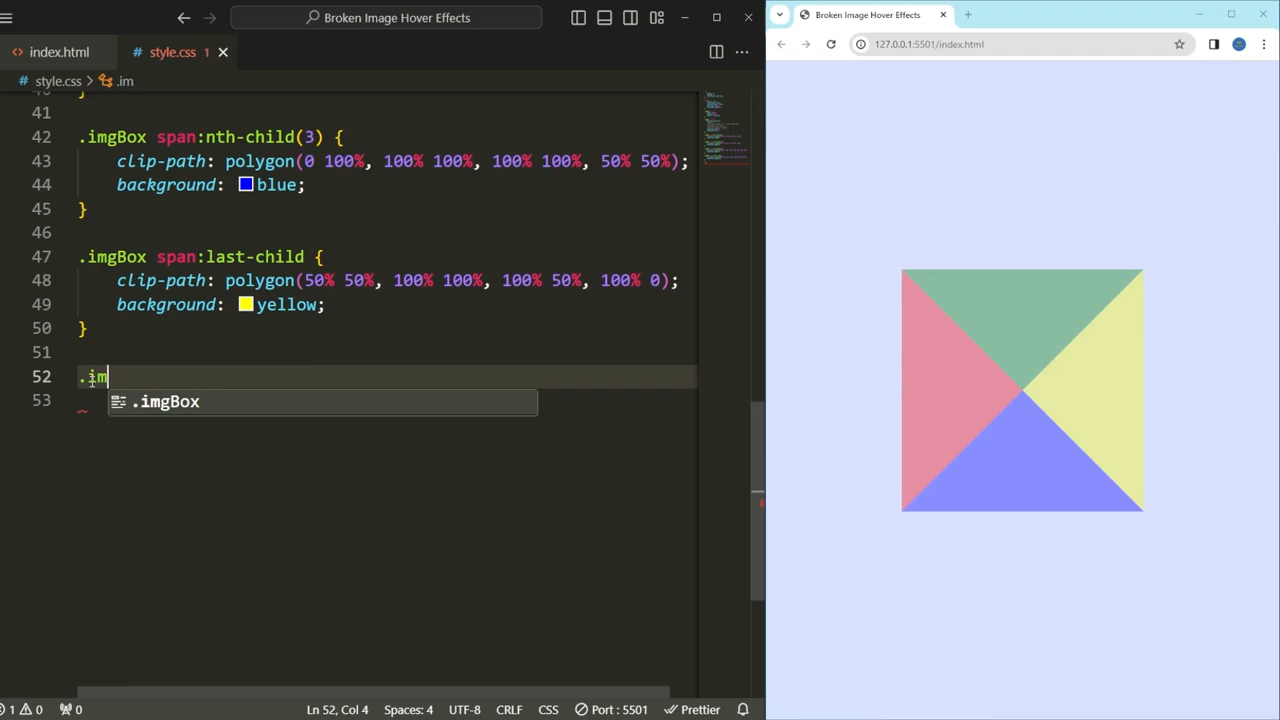 Broken Image Hover Effects
index.html
style.css 1
style.css
.im
41
42 .imgBox span:nth-child(3) {
43 clip-path: polygon(0 100%, 100% 100%, 100% 100%, 50% 50%);
44 background: blue;
45 }
46
47 .imgBox span:last-child {
48 clip-path: polygon(50% 50%, 100% 100%, 100% 50%, 100% 0);
49 background: yellow;
50 }
51
52 .im
.imgBox
53
1 0 0 Ln 52, Col 4 Spaces: 4 UTF-8 CRLF CSS Port : 5501 Prettier
Broken Image Hover Effects
127.0.0.1:5501/index.html